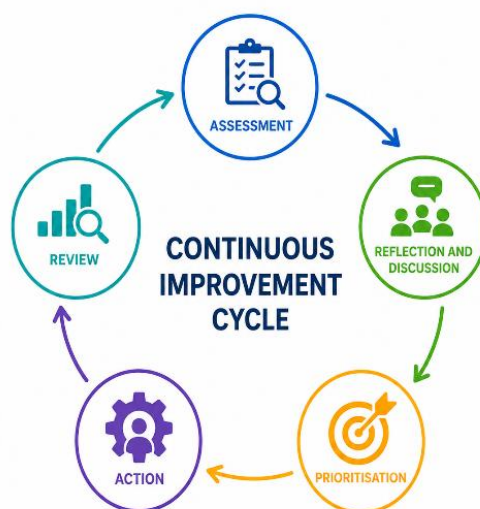 ASSESSMENT
REFLECTION AND
DISCUSSION
PRIORITISATION
ACTION
REVIEW
CONTINUOUS
IMPROVEMENT
CYCLE